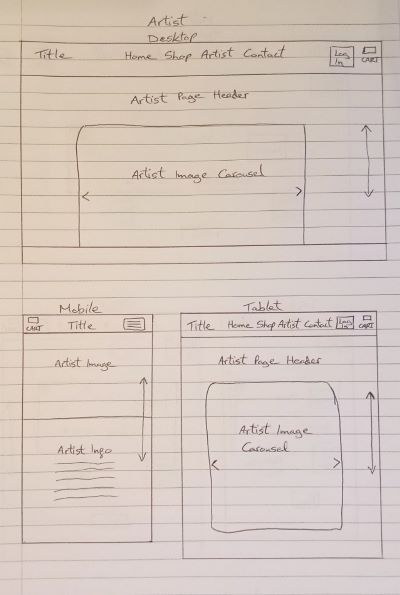 Artist
Desktop
Title Home Shop Artist Contact Log In CART
Artist Page Header
Artist Image Carousel
Mobile
CART Title
Artist Image
Artist Info
Tablet
Title Home Shop Artist Contact Log In CART
Artist Page Header
Artist Image
Carousel